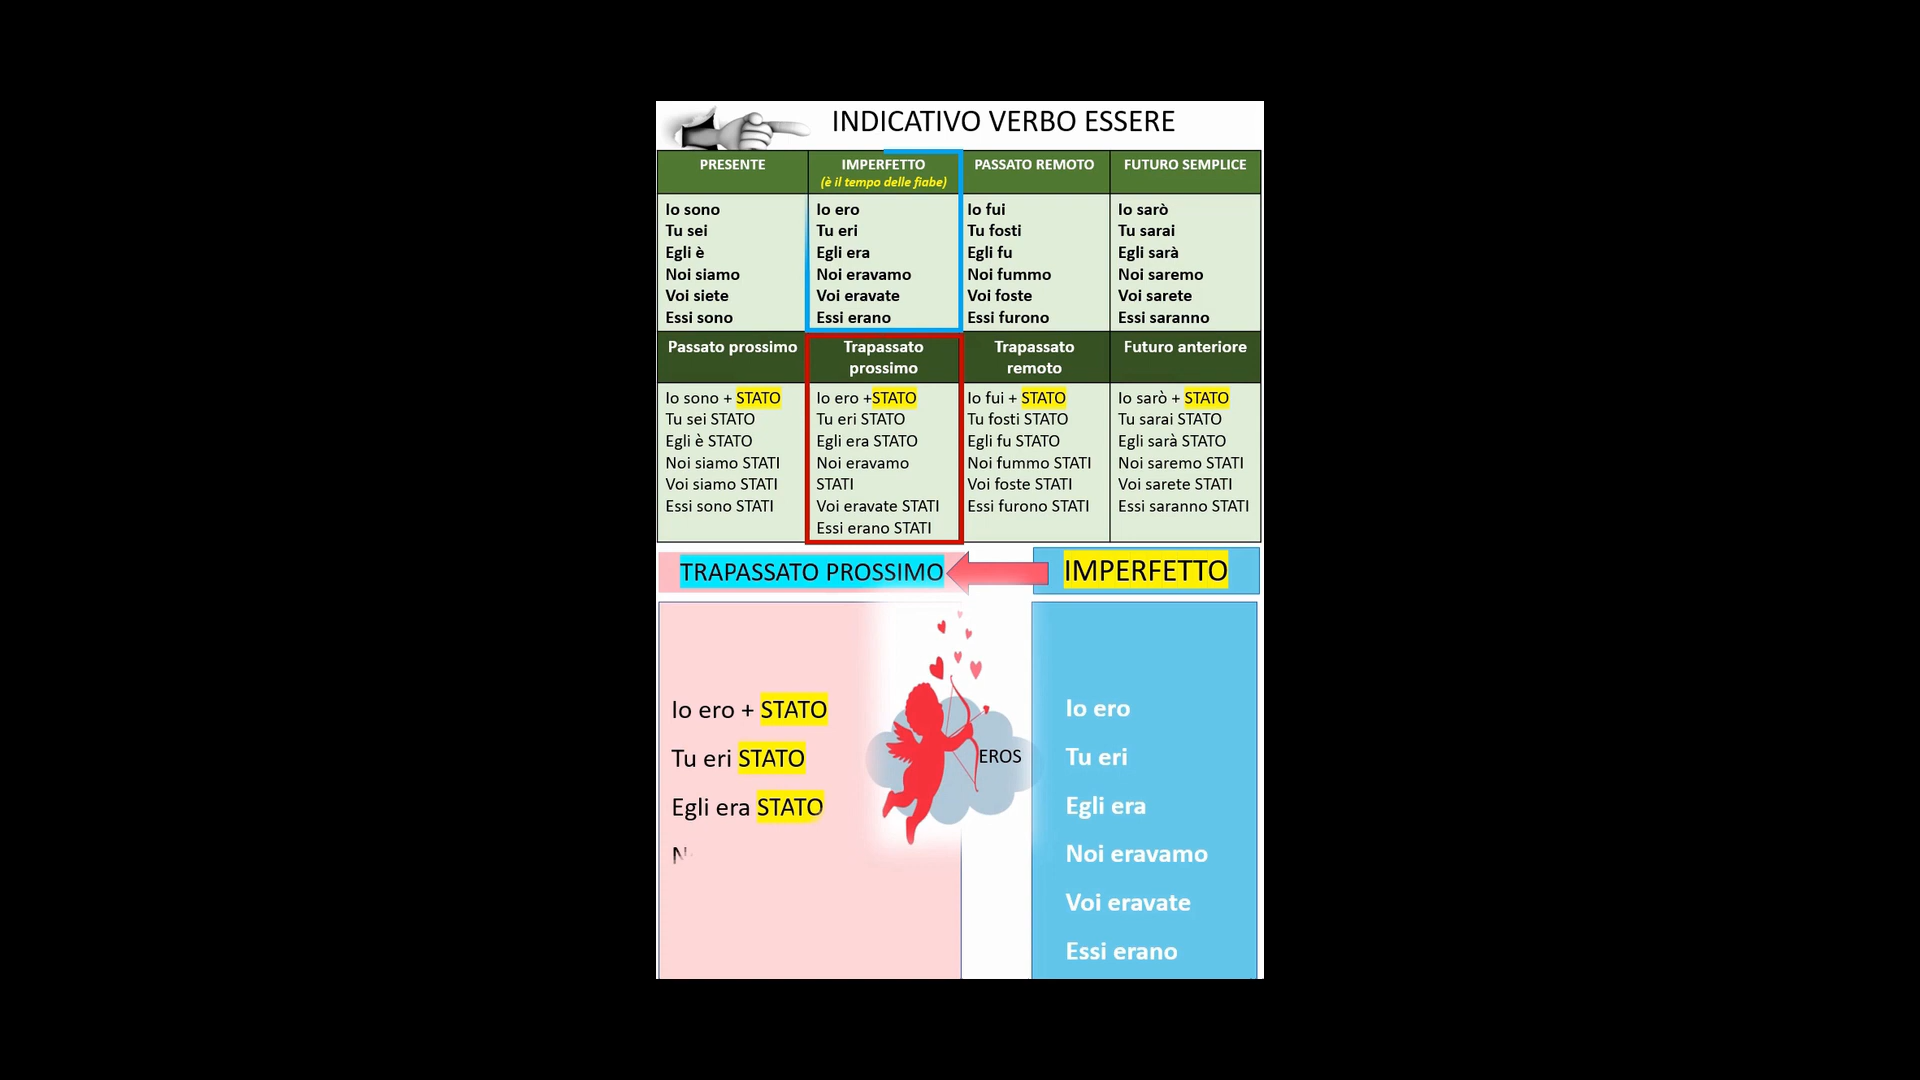 INDICATIVO VERBO ESSERE
PRESENTE
IMPERFETTO
(è il tempo delle fiabe)
PASSATO REMOTO
FUTURO SEMPLICE
Io sono
Tu sei
Egli è
Noi siamo
Voi siete
Essi sono
Io ero
Tu eri
Egli era
Noi eravamo
Voi eravate
Essi erano
Io fui
Tu fosti
Egli fu
Noi fummo
Voi foste
Essi furono
Io sarò
Tu sarai
Egli sarà
Noi saremo
Voi sarete
Essi saranno
Passato prossimo
Trapassato
prossimo
Trapassato
remoto
Futuro anteriore
Io sono + STATO
Tu sei STATO
Egli è STATO
Noi siamo STATI
Voi siamo STATI
Essi sono STATI
Io ero +STATO
Tu eri STATO
Egli era STATO
Noi eravamo
STATI
Voi eravate STATI
Essi erano STATI
Io fui + STATO
Tu fosti STATO
Egli fu STATO
Noi fummo STATI
Voi foste STATI
Essi furono STATI
Io sarò + STATO
Tu sarai STATO
Egli sarà STATO
Noi saremo STATI
Voi sarete STATI
Essi saranno STATI
TRAPASSATO PROSSIMO
IMPERFETTO
Io ero + STATO
Tu eri STATO
Egli era STATO
EROS
Io ero
Tu eri
Egli era
Noi eravamo
Voi eravate
Essi erano